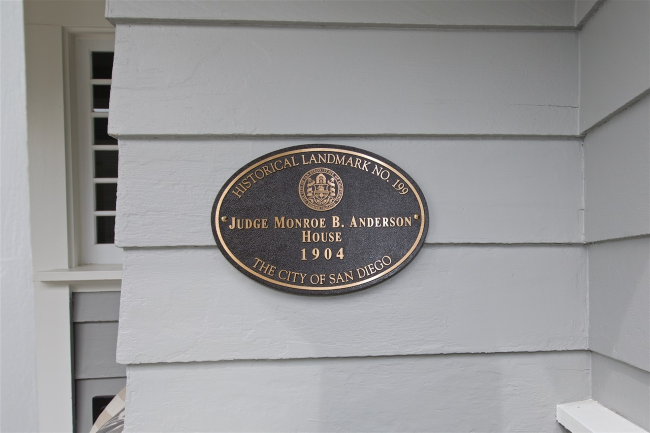 HISTORICAL LANDMARK NO. 199
JUDGE MONROE B. ANDERSON
HOUSE
1904
THE CITY OF SAN DIEGO